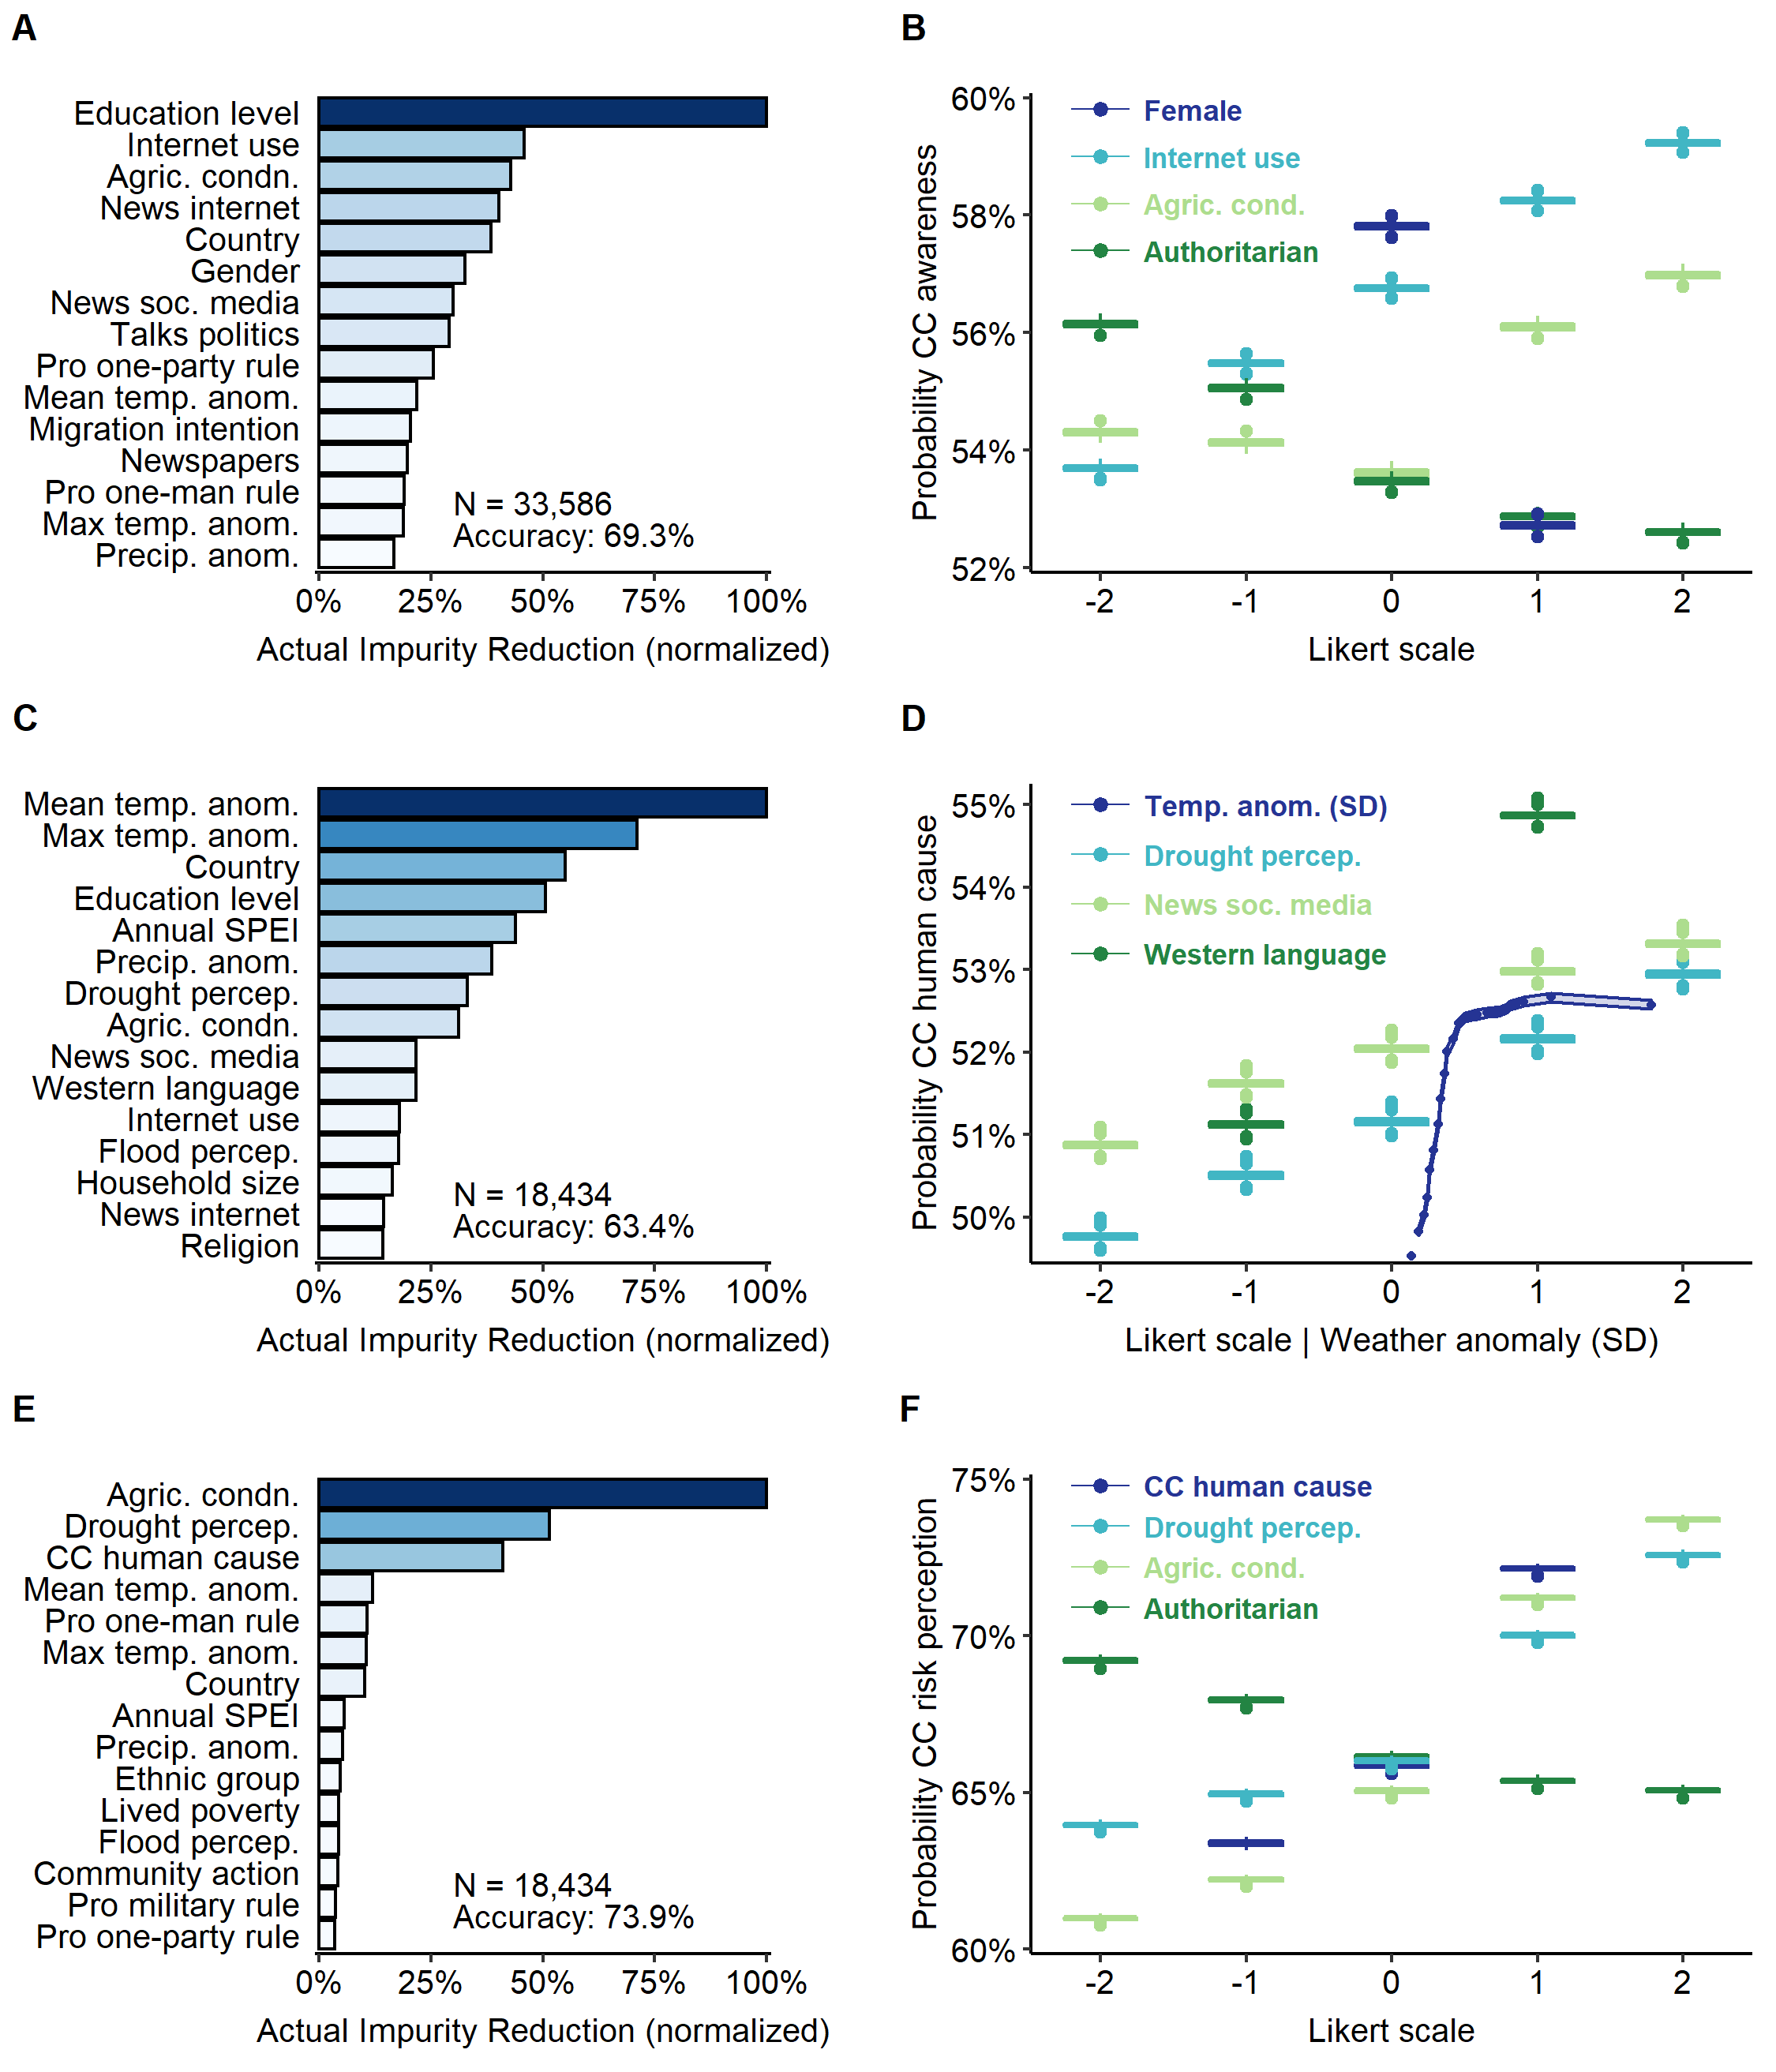 A
Education level
Internet use
Agric. condn.
News internet
Country
Gender
News soc. media
Talks politics
Pro one-party rule
Mean temp. anom.
Migration intention
Newspapers
Pro one-man rule
Max temp. anom.
Precip. anom.
N = 33,586
Accuracy: 69.3%
0% 25% 50% 75% 100%
Actual Impurity Reduction (normalized)
B
Probability CC awareness
60%
58%
56%
54%
52%
Female
Internet use
Agric. cond.
Authoritarian
-2 -1 0 1 2
Likert scale
C
Mean temp. anom.
Max temp. anom.
Country
Education level
Annual SPEI
Precip. anom.
Drought percep.
Agric. condn.
News soc. media
Western language
Internet use
Flood percep.
Household size
News internet
Religion
N = 18,434
Accuracy: 63.4%
0% 25% 50% 75% 100%
Actual Impurity Reduction (normalized)
D
Probability CC human cause
55%
54%
53%
52%
51%
50%
Temp. anom. (SD)
Drought percep.
News soc. media
Western language
-2 -1 0 1 2
Likert scale | Weather anomaly (SD)
E
Agric. condn.
Drought percep.
CC human cause
Mean temp. anom.
Pro one-man rule
Max temp. anom.
Country
Annual SPEI
Precip. anom.
Ethnic group
Lived poverty
Flood percep.
Community action
Pro military rule
Pro one-party rule
N = 18,434
Accuracy: 73.9%
0% 25% 50% 75% 100%
Actual Impurity Reduction (normalized)
F
Probability CC risk perception
75%
70%
65%
60%
CC human cause
Drought percep.
Agric. cond.
Authoritarian
-2 -1 0 1 2
Likert scale